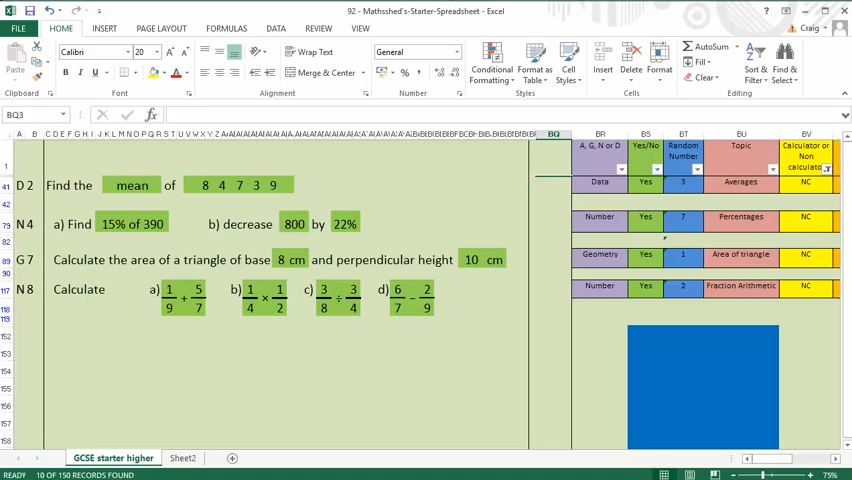 92 - Mathsshed's-Starter-Spreadsheet - Excel
FILE HOME INSERT PAGE LAYOUT FORMULAS DATA REVIEW VIEW Craig
Paste
Calibri 20
B I U
Wrap Text
Merge & Center
General
% ,
Conditional Formatting
Format as Table
Cell Styles
Insert Delete Format
AutoSum
Fill
Clear
Sort & Filter
Find & Select
Clipboard Font Alignment Number Styles Cells Editing
BQ3 fx
A B C D E F G H I J K L M N O P Q R S T U V W X Y Z BQ BR BS BT BU BV
1 A, G, N or D Yes/No Random Number Topic Calculator or Non calculator
41 D 2 Find the mean of 8 4 7 3 9 Data Yes 3 Averages NC
42
79 N 4 a) Find 15% of 390 b) decrease 800 by 22% Number Yes 7 Percentages NC
82
89 G 7 Calculate the area of a triangle of base 8 cm and perpendicular height 10 cm Geometry Yes 1 Area of triangle NC
90
117 N 8 Calculate a) 1/9 + 5/7 b) 1/4 × 1/2 c) 3/8 ÷ 3/4 d) 6/7 − 2/9 Number Yes 2 Fraction Arithmetic NC
118
119
152
153
154
155
156
157
158
GCSE starter higher Sheet2
READY 10 OF 150 RECORDS FOUND 75%